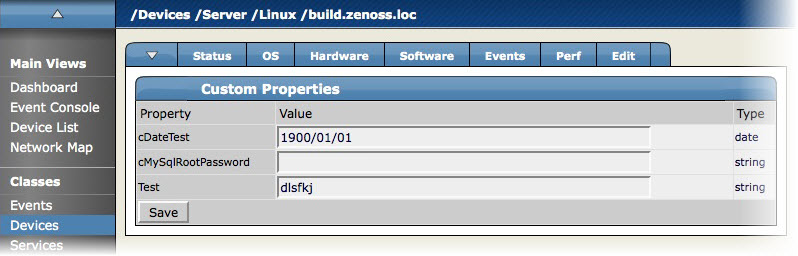 /Devices /Server /Linux /build.zenoss.loc
Main Views
Dashboard
Event Console
Device List
Network Map
Classes
Events
Devices
Services
Status OS Hardware Software Events Perf Edit
Custom Properties
Property Value Type
cDateTest 1900/01/01 date
cMySqlRootPassword string
Test dlsfkj string
Save